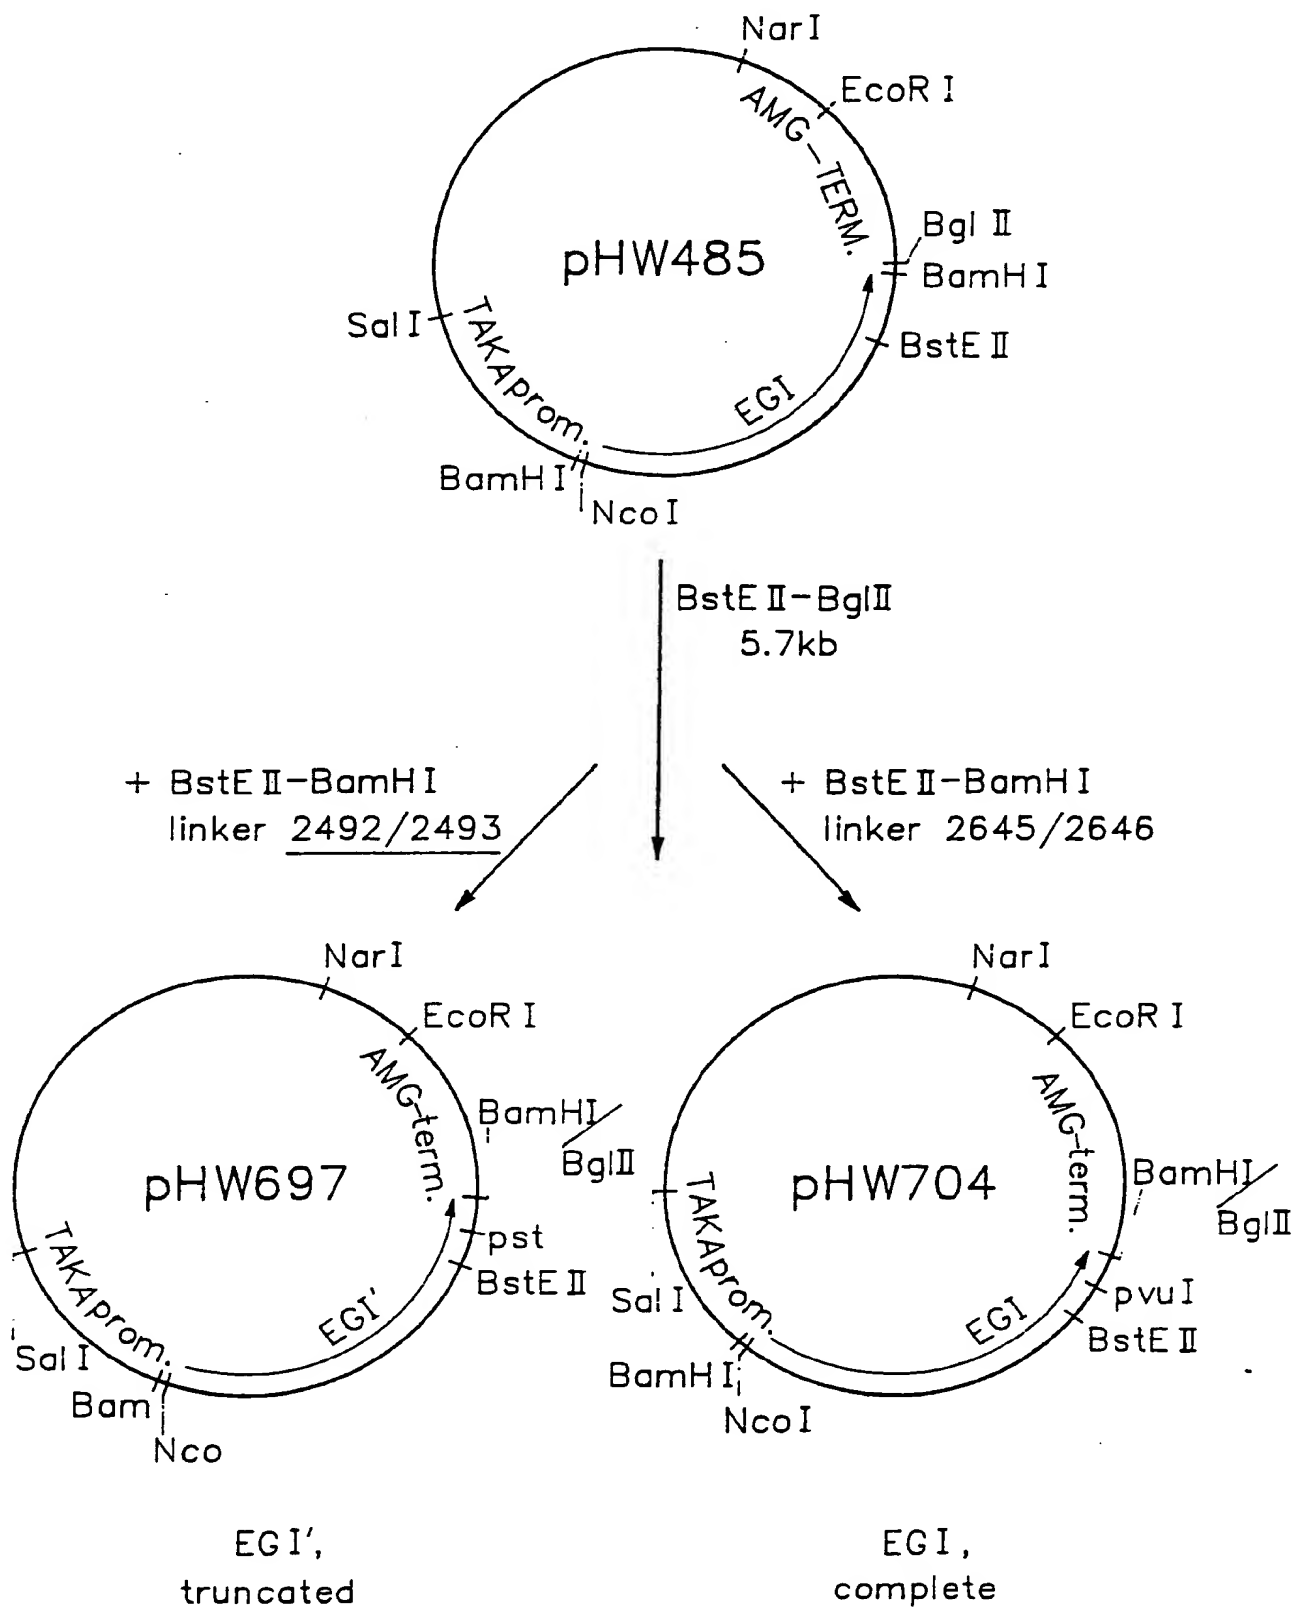 NarI
EcoR I
AMG-TERM.
Bgl II
BamH I
pHW485
Sal I
BstE II
TAKAprom.
EGI
BamH I
Nco I
BstE II-BglII
5.7kb
+ BstE II-BamH I
linker 2492/2493
+ BstE II-BamH I
linker 2645/2646
NarI
EcoR I
AMG-term.
BamHI/
BglII
pHW697
pst
BstE II
TAKAprom.
EGI'
Sal I
Bam
Nco
EG I',
truncated
NarI
EcoR I
AMG-term.
BamHI/
BglII
pHW704
pvuI
BstE II
TAKAprom.
EGI
Sal I
BamH I
Nco I
EG I,
complete